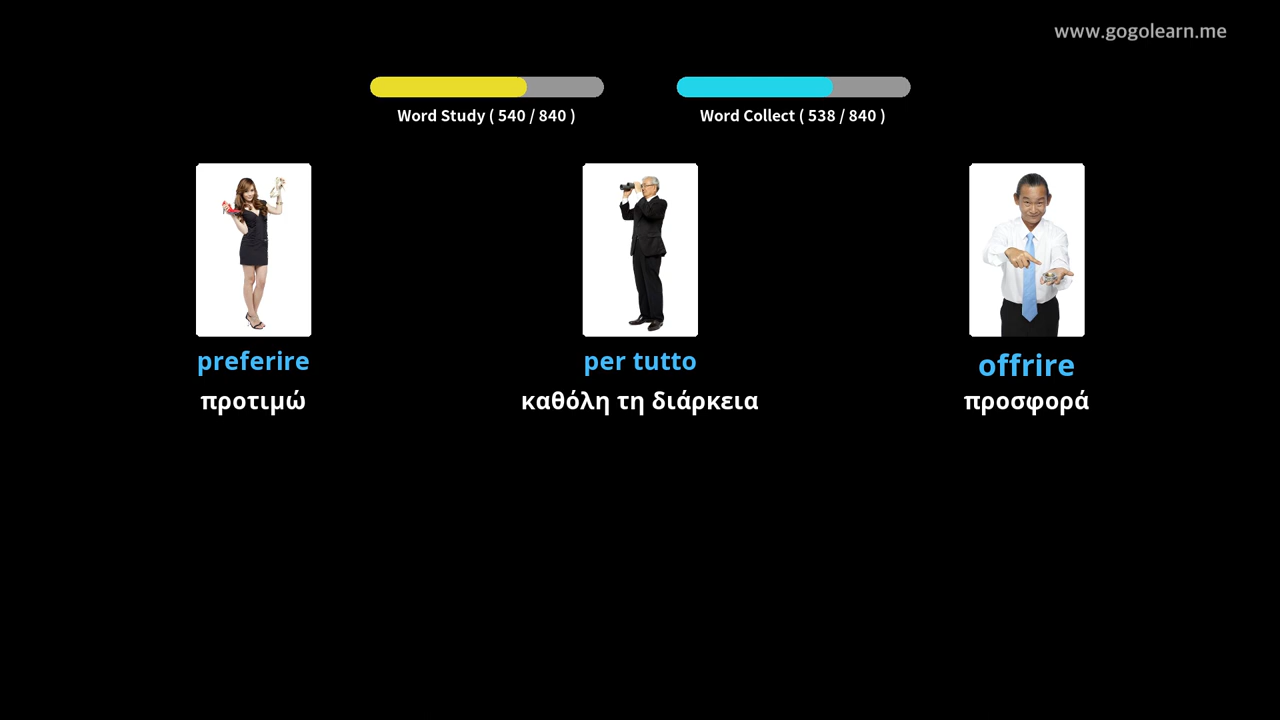 www.gogolearn.me
Word Study ( 540 / 840 )
Word Collect ( 538 / 840 )
preferire
per tutto
offrire
προτιμώ
καθόλη τη διάρκεια
προσφορά